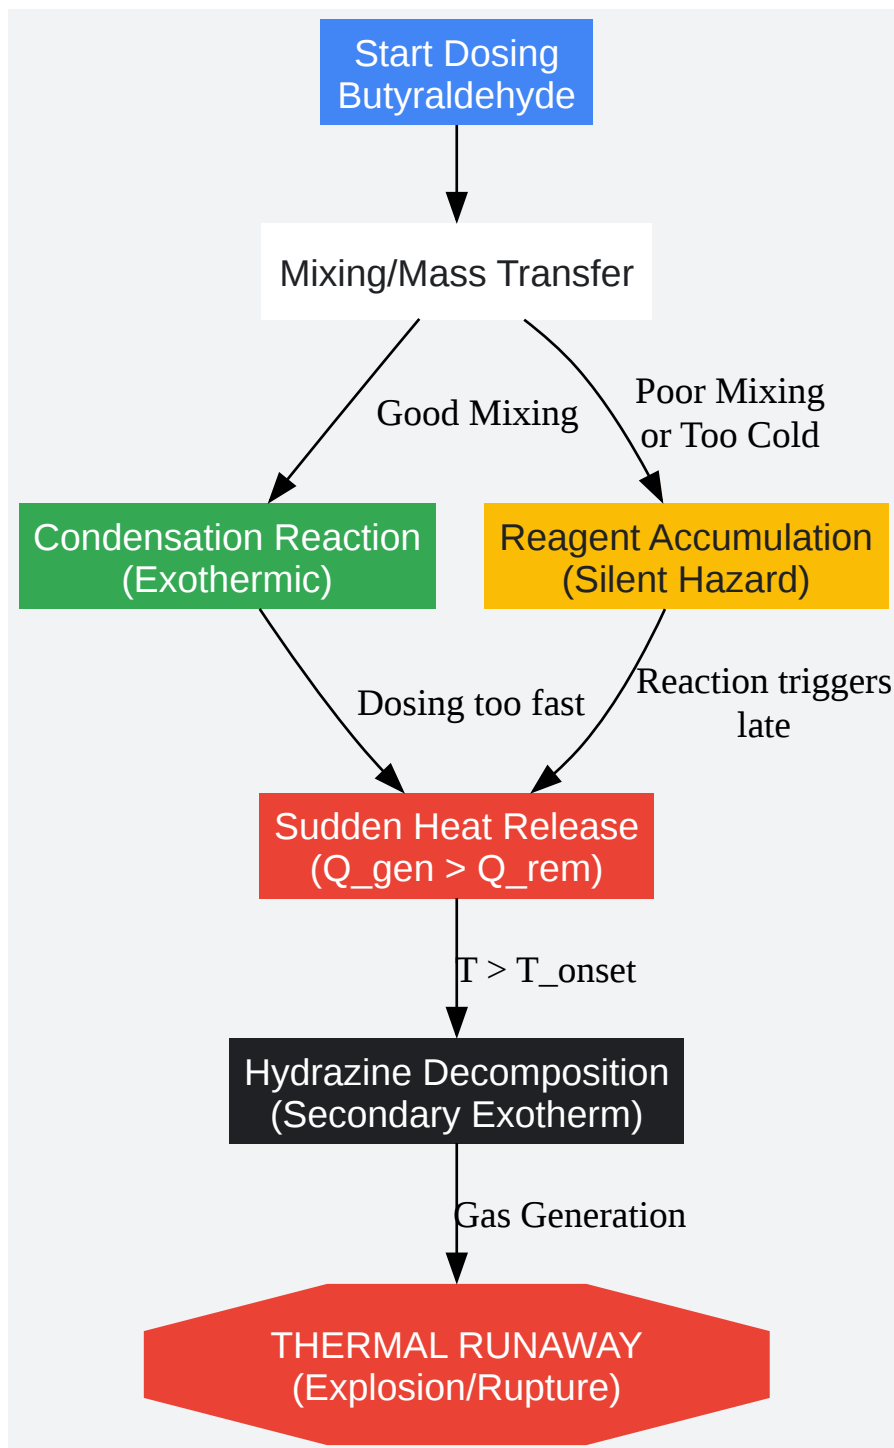 Start Dosing
Butyraldehyde
Mixing/Mass Transfer
Good Mixing
Poor Mixing
or Too Cold
Condensation Reaction
(Exothermic)
Reagent Accumulation
(Silent Hazard)
Dosing too fast
Reaction triggers
late
Sudden Heat Release
(Q_gen > Q_rem)
T > T_onset
Hydrazine Decomposition
(Secondary Exotherm)
Gas Generation
THERMAL RUNAWAY
(Explosion/Rupture)